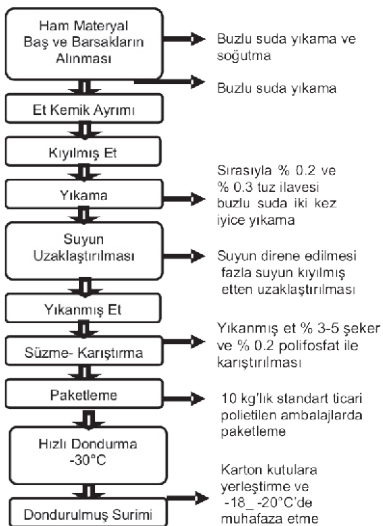 Ham Materyal
Baş ve Barsakların
Alınması
Buzlu suda yıkama ve
soğutma
Buzlu suda yıkama
Et Kemik Ayrımı
Kıyılmış Et
Yıkama
Sırasıyla % 0.2 ve
% 0.3 tuz ilavesi
buzlu suda iki kez
iyice yıkama
Suyun
Uzaklaştırılması
Suyun direne edilmesi
fazla suyun kıyılmış
etten uzaklaştırılması
Yıkanmış Et
Süzme- Karıştırma
Yıkanmış et % 3-5 şeker
ve % 0.2 polifosfat ile
karıştırılması
Paketleme
10 kg'lık standart ticari
polietilen ambalajlarda
paketleme
Hızlı Dondurma
-30°C
Karton kutulara
yerleştirme ve
-18_ -20°C'de
muhafaza etme
Dondurulmuş Surimi